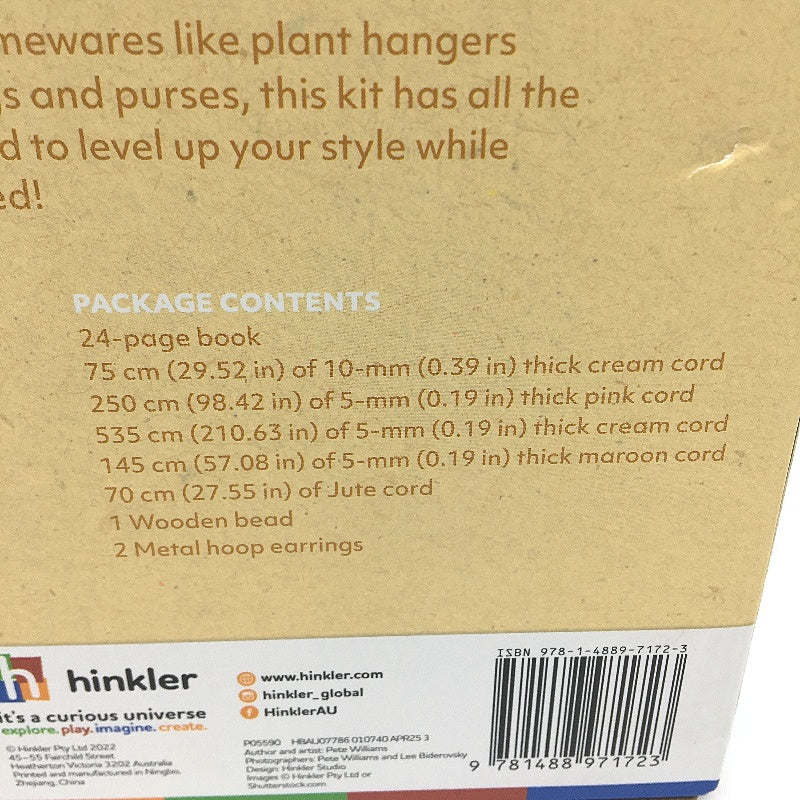 mewares like plant hangers
s and purses, this kit has all the
d to level up your style while
ed!
PACKAGE CONTENTS
24-page book
75 cm (29.52 in) of 10-mm (0.39 in) thick cream cord
250 cm (98.42 in) of 5-mm (0.19 in) thick pink cord
535 cm (210.63 in) of 5-mm (0.19 in) thick cream cord
145 cm (57.08 in) of 5-mm (0.19 in) thick maroon cord
70 cm (27.55 in) of Jute cord
1 Wooden bead
2 Metal hoop earrings
h hinkler
it's a curious universe
explore. play. imagine. create.
© Hinkler Pty Ltd 2022
45–55 Fairchild Street
Heatherton Victoria 3202 Australia
Printed and manufactured in Ningbo,
Zhejiang, China
www.hinkler.com
hinkler_global
HinklerAU
P05590 HBAU07786 010740 APR25 3
Author and artist: Pete Williams
Photographers: Pete Williams and Lee Biderovsky
Design: Hinkler Studio
Images © Hinkler Pty Ltd or
Shutterstock.com
ISBN 978-1-4889-7172-3
9 781488 971723